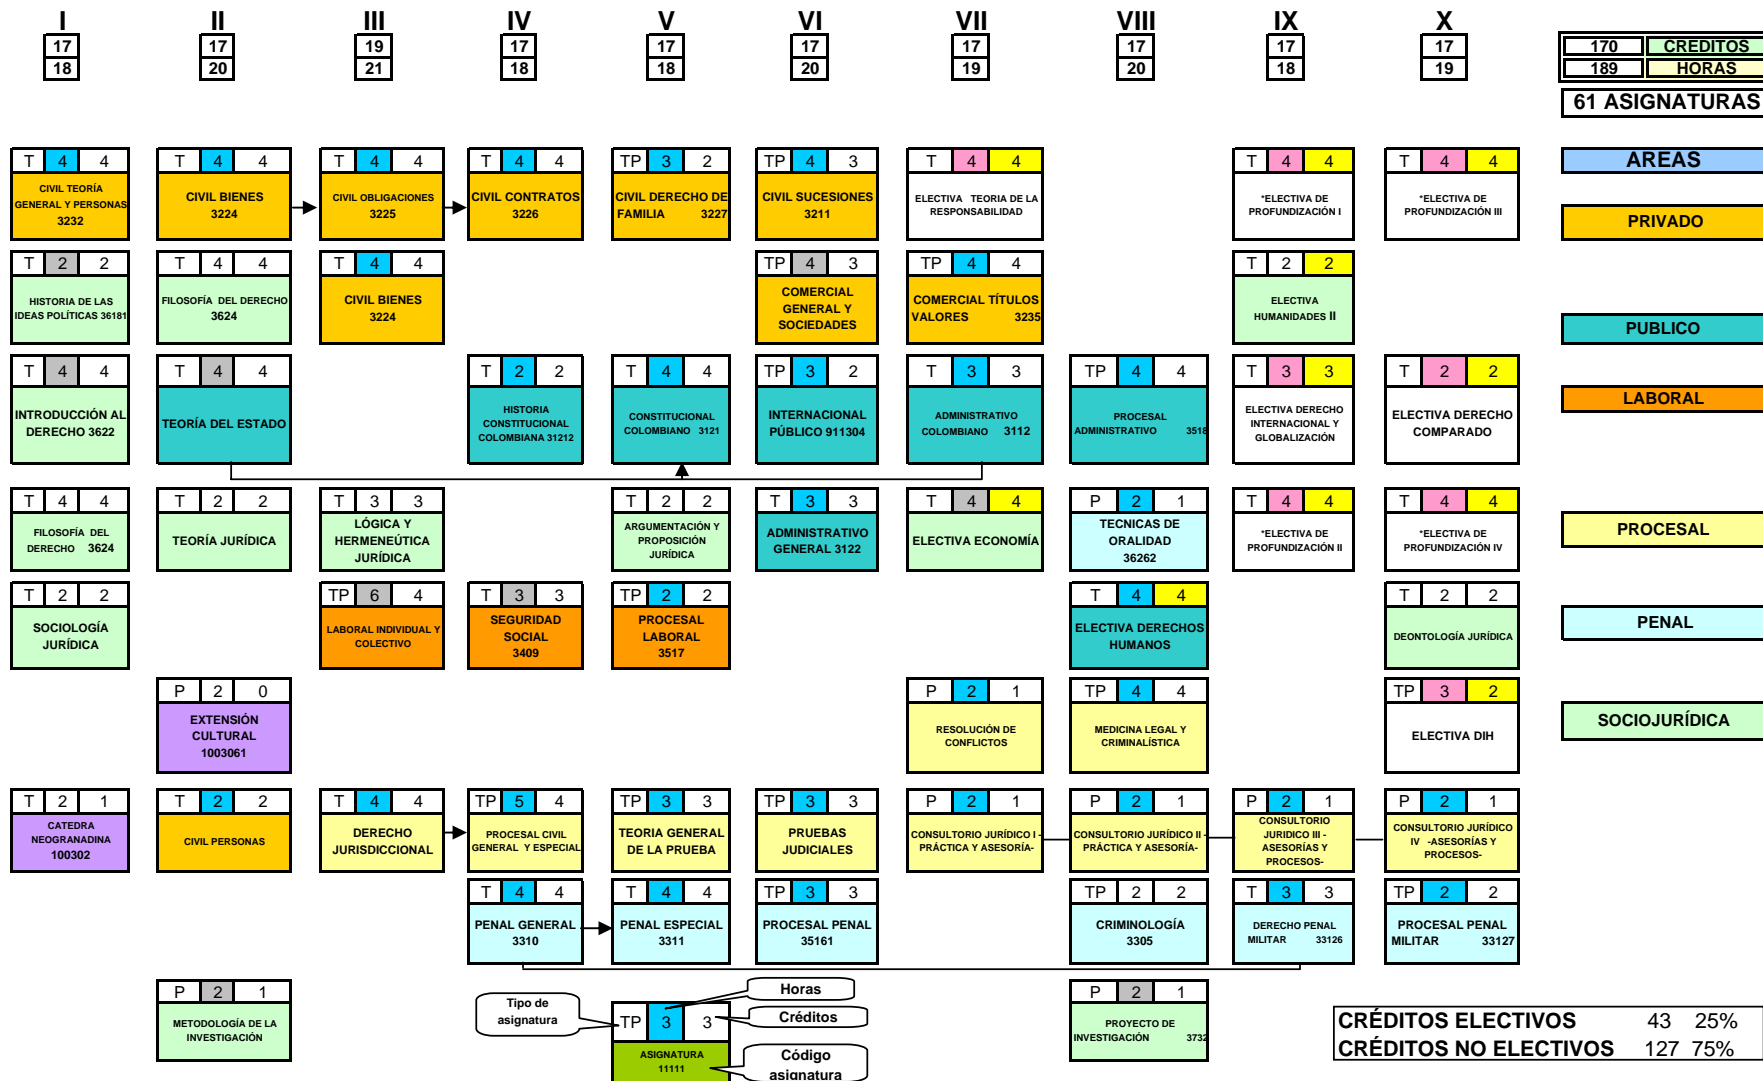 I II III IV V VI VII VIII IX X
17 17 19 17 17 17 17 17 17 17
18 20 21 18 18 20 19 20 18 19
170 CREDITOS
189 HORAS
61 ASIGNATURAS
T 4 4
CIVIL TEORÍA
GENERAL Y PERSONAS
3232
T 4 4
CIVIL BIENES
3224
T 4 4
CIVIL OBLIGACIONES
3225
T 4 4
CIVIL CONTRATOS
3226
TP 3 2
CIVIL DERECHO DE
FAMILIA 3227
TP 4 3
CIVIL SUCESIONES
3211
T 4 4
ELECTIVA TEORIA DE LA
RESPONSABILIDAD
T 4 4
*ELECTIVA DE
PROFUNDIZACIÓN I
T 4 4
*ELECTIVA DE
PROFUNDIZACIÓN III
AREAS
PRIVADO
T 2 2
HISTORIA DE LAS
IDEAS POLÍTICAS 36181
T 4 4
FILOSOFÍA DEL DERECHO
3624
T 4 4
CIVIL BIENES
3224
TP 4 3
COMERCIAL
GENERAL Y
SOCIEDADES
TP 4 4
COMERCIAL TÍTULOS
VALORES 3235
T 2 2
ELECTIVA
HUMANIDADES II
PUBLICO
T 4 4
INTRODUCCIÓN AL
DERECHO 3622
T 4 4
TEORÍA DEL ESTADO
T 2 2
HISTORIA
CONSTITUCIONAL
COLOMBIANA 31212
T 4 4
CONSTITUCIONAL
COLOMBIANO 3121
TP 3 2
INTERNACIONAL
PÚBLICO 911304
T 3 3
ADMINISTRATIVO
COLOMBIANO 3112
TP 4 4
PROCESAL
ADMINISTRATIVO 3518
T 3 3
ELECTIVA DERECHO
INTERNACIONAL Y
GLOBALIZACIÓN
T 2 2
ELECTIVA DERECHO
COMPARADO
LABORAL
T 4 4
FILOSOFÍA DEL
DERECHO 3624
T 2 2
TEORÍA JURÍDICA
T 3 3
LÓGICA Y
HERMENEÚTICA
JURÍDICA
T 2 2
ARGUMENTACIÓN Y
PROPOSICIÓN
JURÍDICA
T 3 3
ADMINISTRATIVO
GENERAL 3122
T 4 4
ELECTIVA ECONOMÍA
P 2 1
TECNICAS DE
ORALIDAD
36262
T 4 4
*ELECTIVA DE
PROFUNDIZACIÓN II
T 4 4
*ELECTIVA DE
PROFUNDIZACIÓN IV
PROCESAL
T 2 2
SOCIOLOGÍA
JURÍDICA
TP 6 4
LABORAL INDIVIDUAL Y
COLECTIVO
T 3 3
SEGURIDAD
SOCIAL
3409
TP 2 2
PROCESAL
LABORAL
3517
T 4 4
ELECTIVA DERECHOS
HUMANOS
T 2 2
DEONTOLOGÍA JURÍDICA
PENAL
P 2 0
EXTENSIÓN
CULTURAL
1003061
P 2 1
RESOLUCIÓN DE
CONFLICTOS
TP 4 4
MEDICINA LEGAL Y
CRIMINALÍSTICA
TP 3 2
ELECTIVA DIH
SOCIOJURÍDICA
T 2 1
CATEDRA
NEOGRANADINA
100302
T 2 2
CIVIL PERSONAS
T 4 4
DERECHO
JURISDICCIONAL
TP 5 4
PROCESAL CIVIL
GENERAL Y ESPECIAL
TP 3 3
TEORIA GENERAL
DE LA PRUEBA
TP 3 3
PRUEBAS
JUDICIALES
P 2 1
CONSULTORIO JURÍDICO I -
PRÁCTICA Y ASESORÍA-
P 2 1
CONSULTORIO JURÍDICO II -
PRÁCTICA Y ASESORÍA-
P 2 1
CONSULTORIO
JURIDICO III -
ASESORÍAS Y
PROCESOS-
P 2 1
CONSULTORIO JURÍDICO
IV -ASESORÍAS Y
PROCESOS-
T 4 4
PENAL GENERAL
3310
T 4 4
PENAL ESPECIAL
3311
TP 3 3
PROCESAL PENAL
35161
TP 2 2
CRIMINOLOGÍA
3305
T 3 3
DERECHO PENAL
MILITAR 33126
TP 2 2
PROCESAL PENAL
MILITAR 33127
P 2 1
METODOLOGÍA DE LA
INVESTIGACIÓN
Tipo de
asignatura
Horas
Créditos
TP 3 3
ASIGNATURA
11111
Código
asignatura
P 2 1
PROYECTO DE
INVESTIGACIÓN 3732
CRÉDITOS ELECTIVOS 43 25%
CRÉDITOS NO ELECTIVOS 127 75%